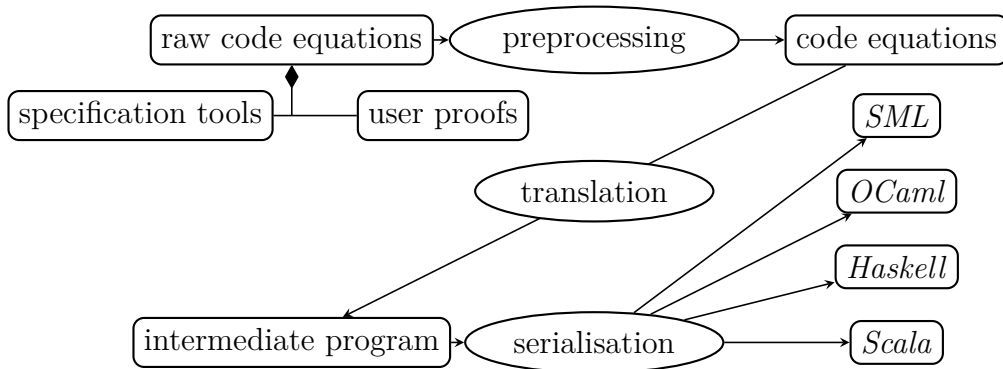 raw code equations
preprocessing
code equations
specification tools
user proofs
SML
translation
OCaml
Haskell
intermediate program
serialisation
Scala